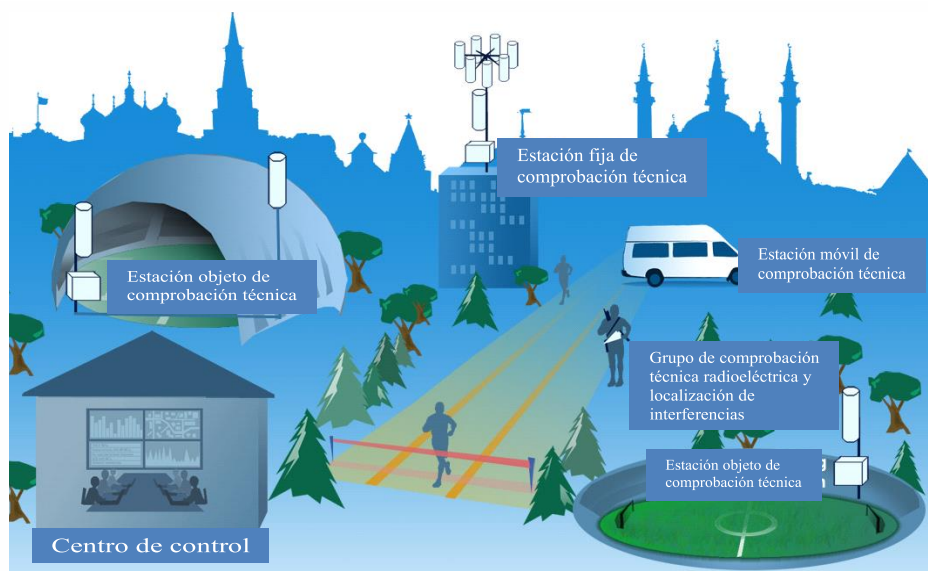 Estación fija de
comprobación técnica
Estación móvil de
comprobación técnica
Estación objeto de
comprobación técnica
Grupo de comprobación
técnica radioeléctrica y
localización de
interferencias
Estación objeto de
comprobación técnica
Centro de control